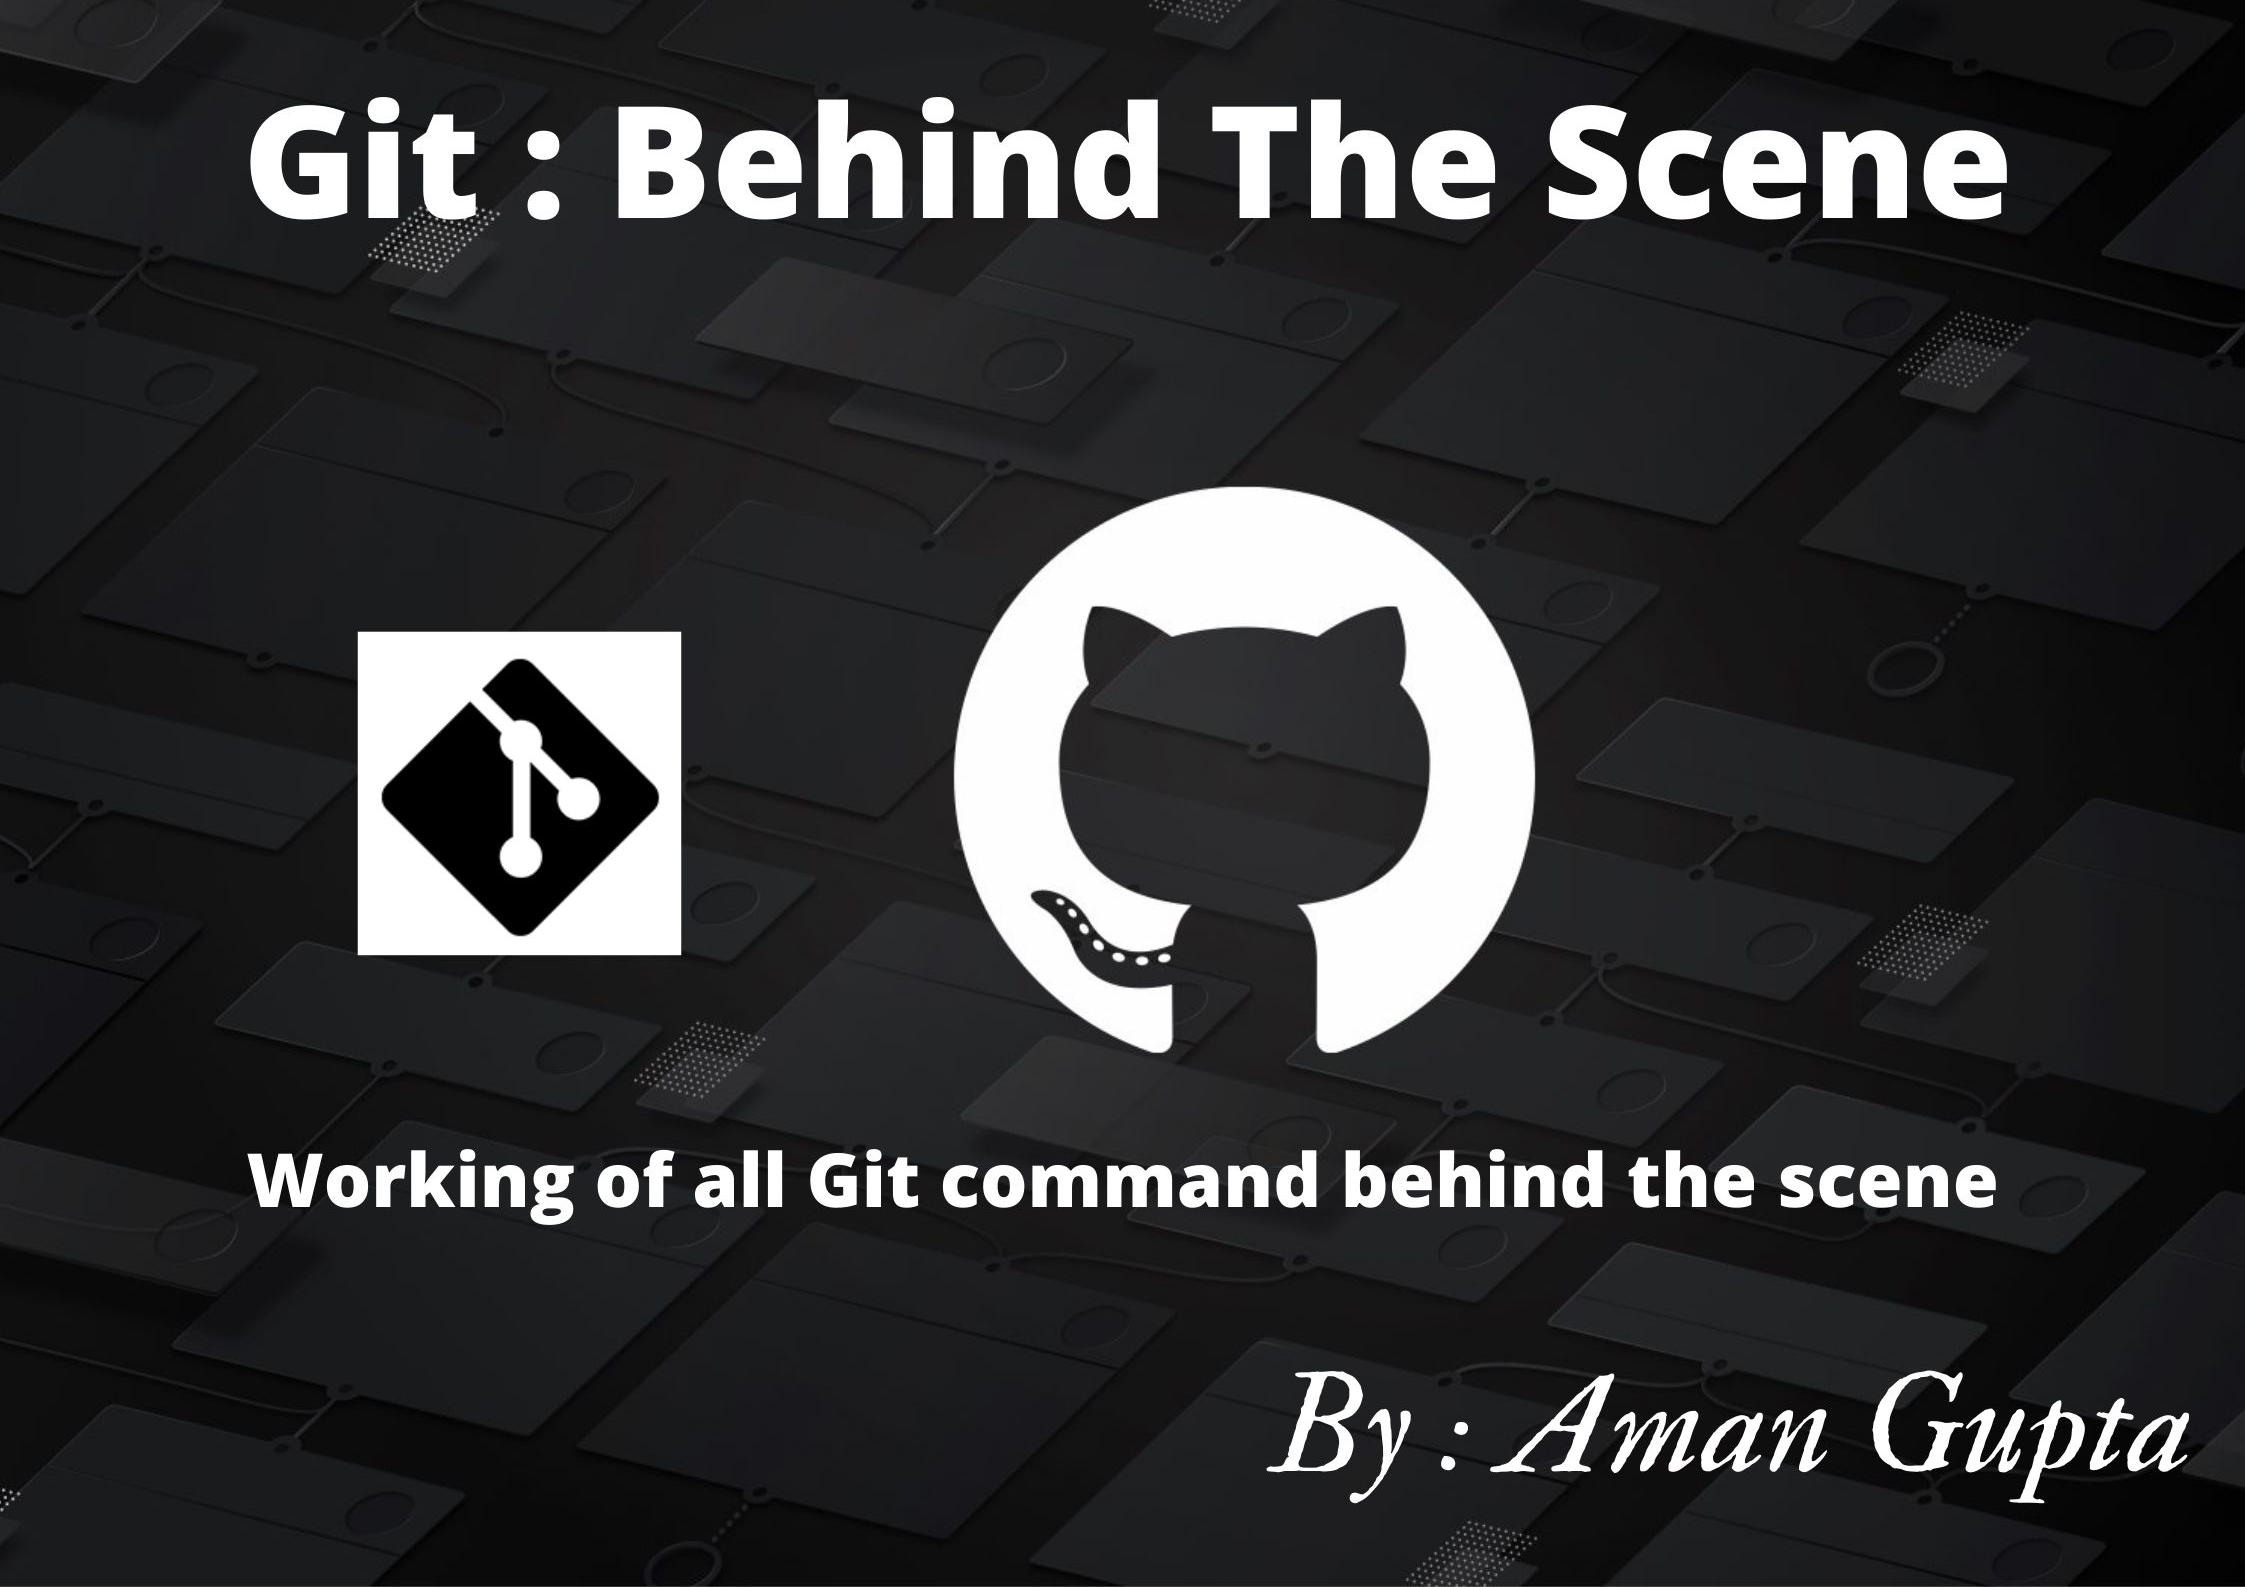 Git : Behind The Scene
Working of all Git command behind the scene
By : Aman Gupta